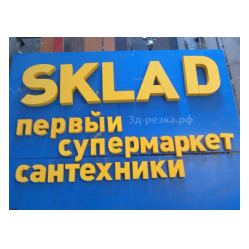 SKLAD
3д-резка.рф
первый
супермаркет
сантехники